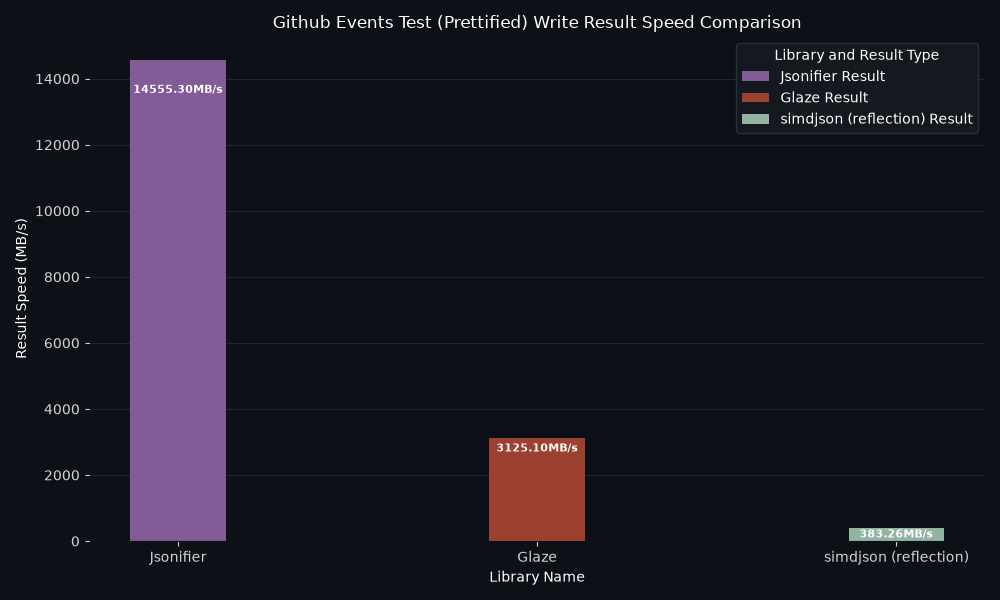 Github Events Test (Prettified) Write Result Speed Comparison
Library and Result Type
Jsonifier Result
Glaze Result
simdjson (reflection) Result
Result Speed (MB/s)
14000
12000
10000
8000
6000
4000
2000
0
14555.30MB/s
3125.10MB/s
383.26MB/s
Jsonifier
Glaze
simdjson (reflection)
Library Name